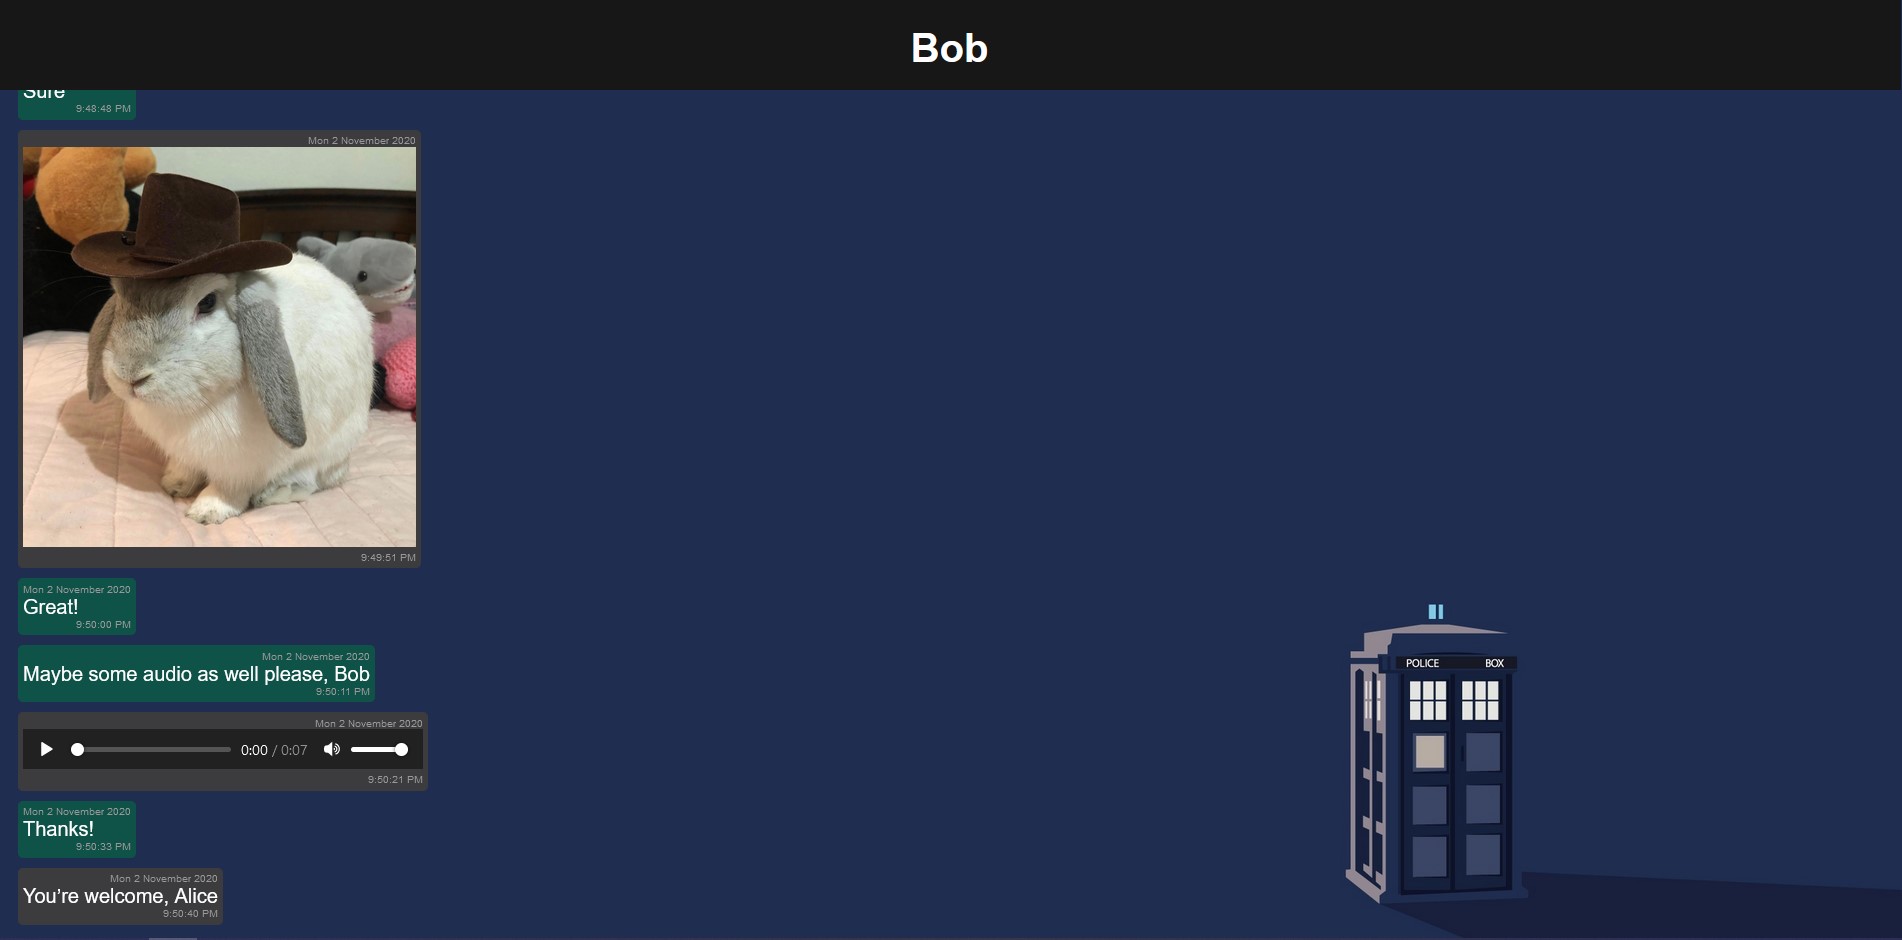 Bob
Sure
9:48:48 PM
Mon 2 November 2020
9:49:51 PM
Mon 2 November 2020
Great!
9:50:00 PM
Mon 2 November 2020
Maybe some audio as well please, Bob
9:50:11 PM
Mon 2 November 2020
0:00 / 0:07
9:50:21 PM
Mon 2 November 2020
Thanks!
9:50:33 PM
Mon 2 November 2020
You’re welcome, Alice
9:50:40 PM
POLICE BOX